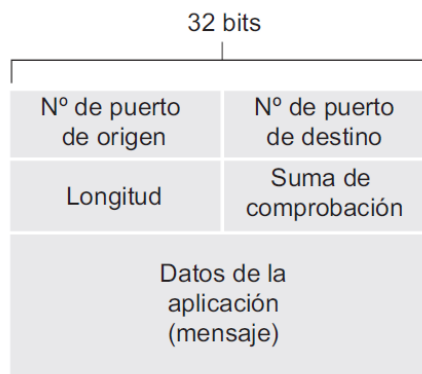 32 bits
Nº de puerto
de origen
Nº de puerto
de destino
Longitud
Suma de
comprobación
Datos de la
aplicación
(mensaje)